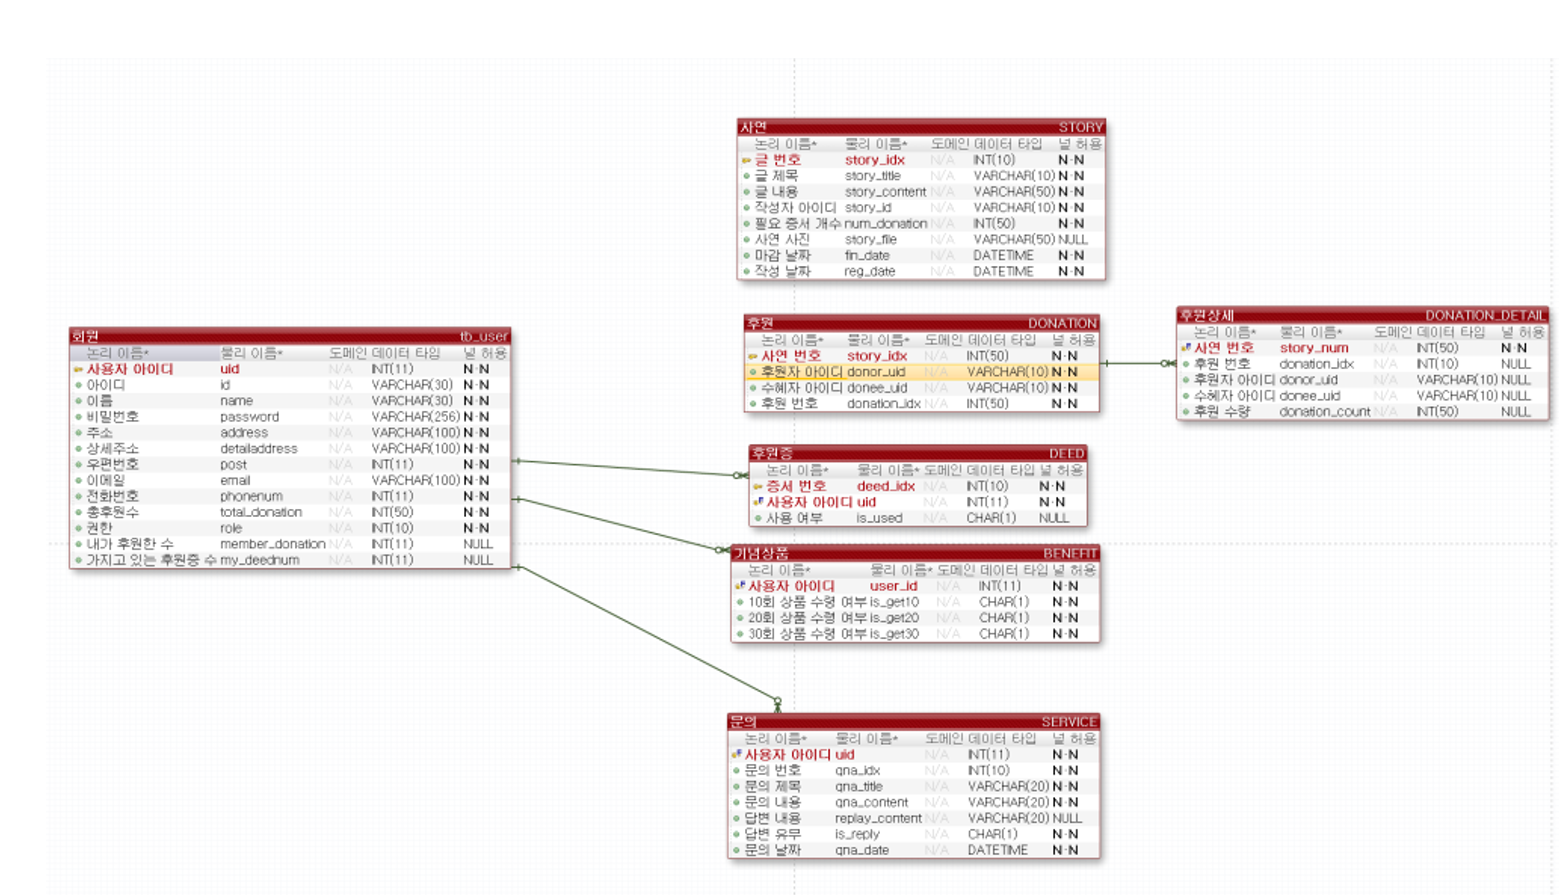 사연 STORY
논리 이름* 물리 이름* 도메인 데이터 타입 널 허용
글 번호 story_idx N/A INT(10) N·N
글 제목 story_title N/A VARCHAR(10) N·N
글 내용 story_content N/A VARCHAR(50) N·N
작성자 아이디 story_id N/A VARCHAR(10) N·N
필요 증서 개수 num_donation N/A INT(50) N·N
사연 사진 story_file N/A VARCHAR(50) NULL
마감 날짜 fin_date N/A DATETIME N·N
작성 날짜 reg_date N/A DATETIME N·N
후원 DONATION
논리 이름* 물리 이름* 도메인 데이터 타입 널 허용
사연 번호 story_idx N/A INT(50) N·N
후원자 아이디 donor_uid N/A VARCHAR(10) N·N
수혜자 아이디 donee_uid N/A VARCHAR(10) N·N
후원 번호 donation_idx N/A INT(50) N·N
후원상세 DONATION_DETAIL
논리 이름* 물리 이름* 도메인 데이터 타입 널 허용
사연 번호 story_num N/A INT(50) N·N
후원 번호 donation_idx N/A INT(10) NULL
후원자 아이디 donor_uid N/A VARCHAR(10) NULL
수혜자 아이디 donee_uid N/A VARCHAR(10) NULL
후원 수량 donation_count N/A INT(50) NULL
회원 tb_user
논리 이름* 물리 이름* 도메인 데이터 타입 널 허용
사용자 아이디 uid N/A INT(11) N·N
아이디 id N/A VARCHAR(30) N·N
이름 name N/A VARCHAR(30) N·N
비밀번호 password N/A VARCHAR(256) N·N
주소 address N/A VARCHAR(100) N·N
상세주소 detailaddress N/A VARCHAR(100) N·N
우편번호 post N/A INT(11) N·N
이메일 email N/A VARCHAR(100) N·N
전화번호 phonenum N/A INT(11) N·N
총후원수 total_donation N/A INT(50) N·N
권한 role N/A INT(10) N·N
내가 후원한 수 member_donation N/A INT(11) NULL
가지고 있는 후원증 수 my_deednum N/A INT(11) NULL
후원증 DEED
논리 이름* 물리 이름* 도메인 데이터 타입 널 허용
증서 번호 deed_idx N/A INT(10) N·N
사용자 아이디 uid N/A INT(11) N·N
사용 여부 is_used N/A CHAR(1) NULL
기념상품 BENEFIT
논리 이름* 물리 이름* 도메인 데이터 타입 널 허용
사용자 아이디 user_id N/A INT(11) N·N
10회 상품 수령 여부 is_get10 N/A CHAR(1) N·N
20회 상품 수령 여부 is_get20 N/A CHAR(1) N·N
30회 상품 수령 여부 is_get30 N/A CHAR(1) N·N
문의 SERVICE
논리 이름* 물리 이름* 도메인 데이터 타입 널 허용
사용자 아이디 uid N/A INT(11) N·N
문의 번호 qna_idx N/A INT(10) N·N
문의 제목 qna_title N/A VARCHAR(20) N·N
문의 내용 qna_content N/A VARCHAR(20) N·N
답변 내용 replay_content N/A VARCHAR(20) NULL
답변 유무 is_reply N/A CHAR(1) N·N
문의 날짜 qna_date N/A DATETIME N·N